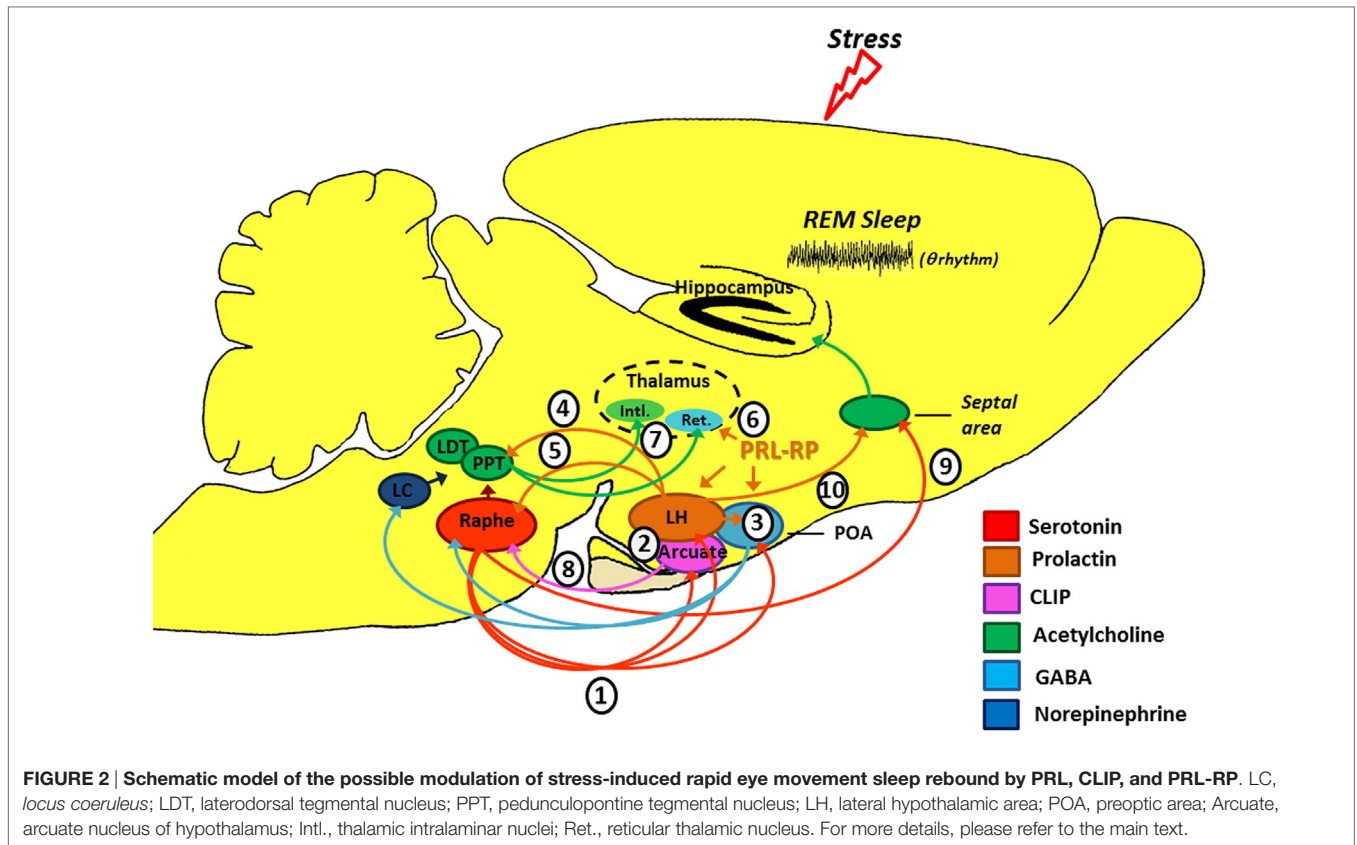 Stress
REM Sleep
(θrhythm)
Hippocampus
Thalamus
Intl.
Ret.
4
5
6
7
PRL-RP
Septal
area
9
10
LDT
PPT
LC
Raphe
LH
3
POA
2
Arcuate
8
1
Serotonin
Prolactin
CLIP
Acetylcholine
GABA
Norepinephrine
FIGURE 2 | Schematic model of the possible modulation of stress-induced rapid eye movement sleep rebound by PRL, CLIP, and PRL-RP. LC,
locus coeruleus; LDT, laterodorsal tegmental nucleus; PPT, pedunculopontine tegmental nucleus; LH, lateral hypothalamic area; POA, preoptic area; Arcuate,
arcuate nucleus of hypothalamus; Intl., thalamic intralaminar nuclei; Ret., reticular thalamic nucleus. For more details, please refer to the main text.